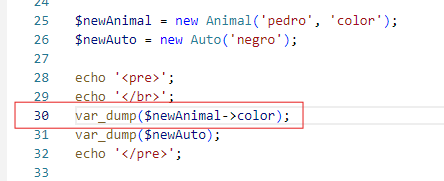 24
25 $newAnimal = new Animal('pedro', 'color');
26 $newAuto = new Auto('negro');
27
28 echo '<pre>';
29 echo '</br>';
30 var_dump($newAnimal->color);
31 var_dump($newAuto);
32 echo '</pre>';
33